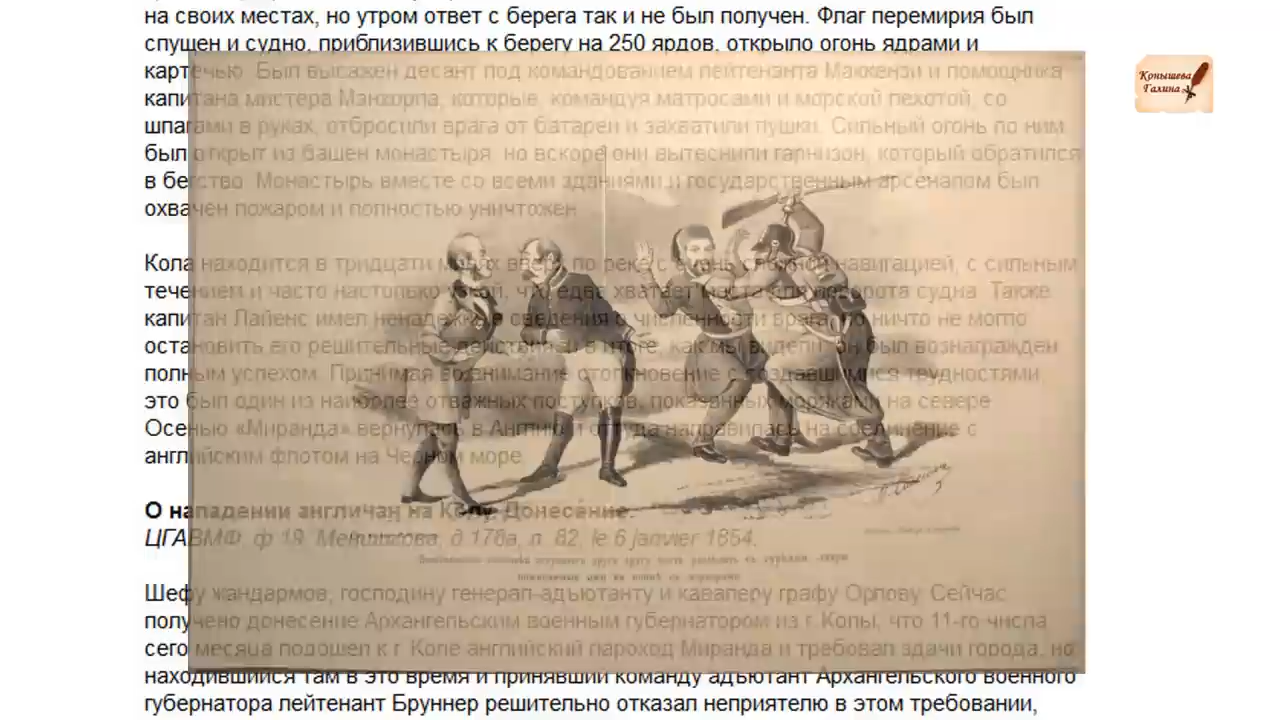 на своих местах, но утром ответ с берега так и не был получен. Флаг перемирия был
спущен и судно, приблизившись к берегу на 250 ярдов, открыло огонь ядрами и
картечью. Был высажен десант под командованием лейтенанта Маккензи и помощника
капитана мистера Мэнхорпа, которые, командуя матросами и морской пехотой, со
шпагами в руках, отбросили врага от батареи и захватили пушки. Сильный огонь по ним
был открыт из башен монастыря, но вскоре они вытеснили гарнизон, который обратился
в бегство. Монастырь вместе со всеми зданиями и государственным арсеналом был
охвачен пожаром и полностью уничтожен.
Кола находится в тридцати милях вверх по реке с очень сложной навигацией, с сильным
течением и часто настолько узкой, что едва хватает места для поворота судна. Также
капитан Лайенс имел ненадежные сведения о численности врага, но ничто не могло
остановить его решительные действия и в итоге, как мы видели, он был вознагражден
полным успехом. Принимая во внимание столкновение с создавшимися трудностями,
это был один из наиболее отважных поступков, показанных моряками на севере
Осенью «Миранда» вернулась в Англию и оттуда направилась на соединение с
английским флотом на Черном море.
О нападении англичан на Колу. Донесение.
ЦГАВМФ, ф 19. Меншикова, д 178а, л. 82, le 6 janvier 1854.
Шефу жандармов, господину генерал-адъютанту и кавалеру графу Орлову. Сейчас
получено донесение Архангельским военным губернатором из г. Колы, что 11-го числа
сего месяца подошел к г. Коле английский пароход Миранда и требовал здачи города, но
находившийся там в это время и принявший команду адъютант Архангельского военного
губернатора лейтенант Бруннер решительно отказал неприятелю в этом требовании,
Конышева
Галина